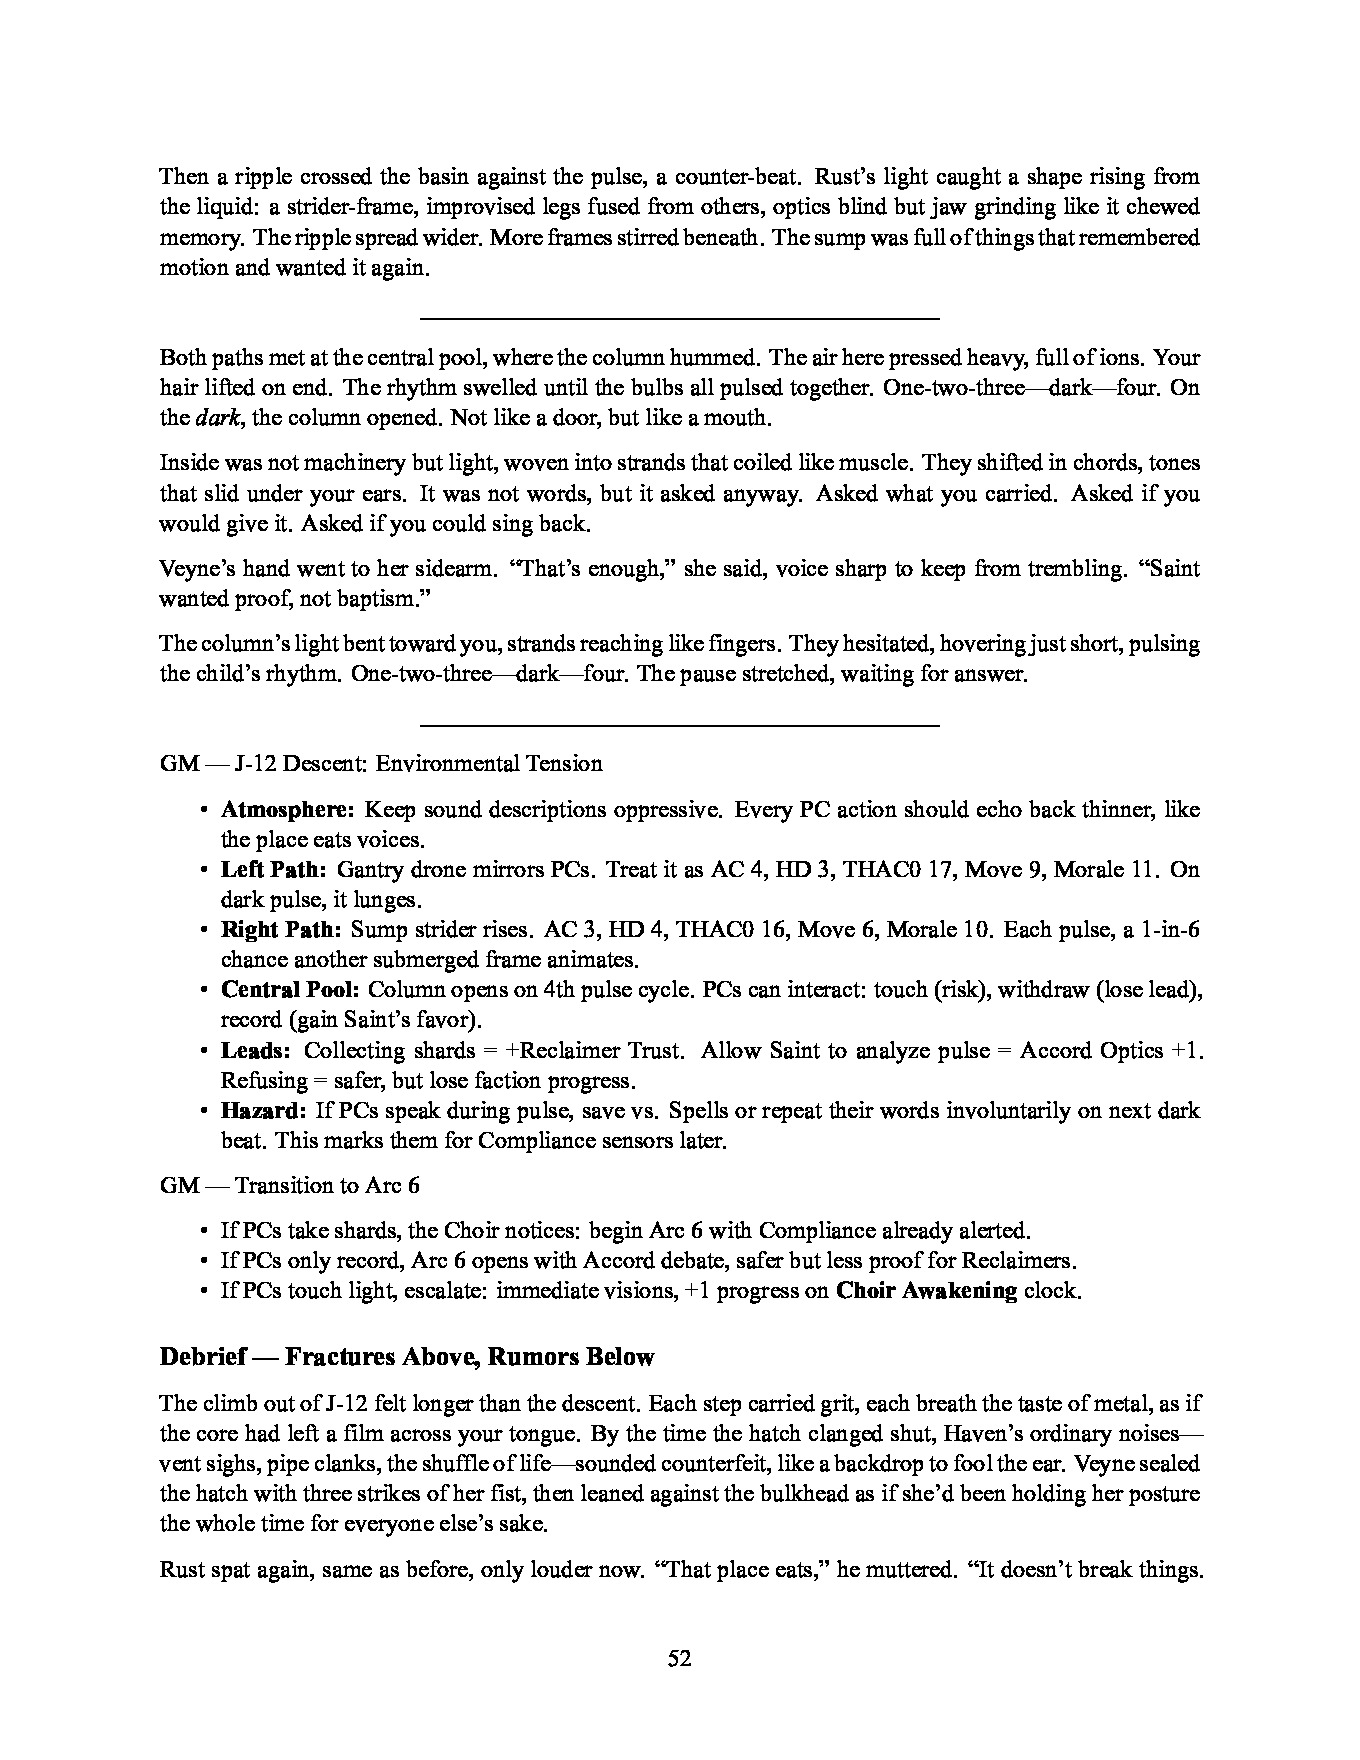 Then a ripple crossed the basin against the pulse, a counter-beat. Rust’s light caught a shape rising from
the liquid: a strider-frame, improvised legs fused from others, optics blind but jaw grinding like it chewed
memory. The ripple spread wider. More frames stirred beneath. The sump was full of things that remembered
motion and wanted it again.
Both paths met at the central pool, where the column hummed. The air here pressed heavy, full of ions. Your
hair lifted on end. The rhythm swelled until the bulbs all pulsed together. One-two-three—dark—four. On
the dark, the column opened. Not like a door, but like a mouth.
Inside was not machinery but light, woven into strands that coiled like muscle. They shifted in chords, tones
that slid under your ears. It was not words, but it asked anyway. Asked what you carried. Asked if you
would give it. Asked if you could sing back.
Veyne’s hand went to her sidearm. “That’s enough,” she said, voice sharp to keep from trembling. “Saint
wanted proof, not baptism.”
The column’s light bent toward you, strands reaching like fingers. They hesitated, hovering just short, pulsing
the child’s rhythm. One-two-three—dark—four. The pause stretched, waiting for answer.
GM — J-12 Descent: Environmental Tension
• Atmosphere: Keep sound descriptions oppressive. Every PC action should echo back thinner, like
the place eats voices.
• Left Path: Gantry drone mirrors PCs. Treat it as AC 4, HD 3, THAC0 17, Move 9, Morale 11. On
dark pulse, it lunges.
• Right Path: Sump strider rises. AC 3, HD 4, THAC0 16, Move 6, Morale 10. Each pulse, a 1-in-6
chance another submerged frame animates.
• Central Pool: Column opens on 4th pulse cycle. PCs can interact: touch (risk), withdraw (lose lead),
record (gain Saint’s favor).
• Leads: Collecting shards = +Reclaimer Trust. Allow Saint to analyze pulse = Accord Optics +1.
Refusing = safer, but lose faction progress.
• Hazard: If PCs speak during pulse, save vs. Spells or repeat their words involuntarily on next dark
beat. This marks them for Compliance sensors later.
GM — Transition to Arc 6
• If PCs take shards, the Choir notices: begin Arc 6 with Compliance already alerted.
• If PCs only record, Arc 6 opens with Accord debate, safer but less proof for Reclaimers.
• If PCs touch light, escalate: immediate visions, +1 progress on Choir Awakening clock.
Debrief — Fractures Above, Rumors Below
The climb out of J-12 felt longer than the descent. Each step carried grit, each breath the taste of metal, as if
the core had left a film across your tongue. By the time the hatch clanged shut, Haven’s ordinary noises—
vent sighs, pipe clanks, the shuffle of life—sounded counterfeit, like a backdrop to fool the ear. Veyne sealed
the hatch with three strikes of her fist, then leaned against the bulkhead as if she’d been holding her posture
the whole time for everyone else’s sake.
Rust spat again, same as before, only louder now. “That place eats,” he muttered. “It doesn’t break things.
52